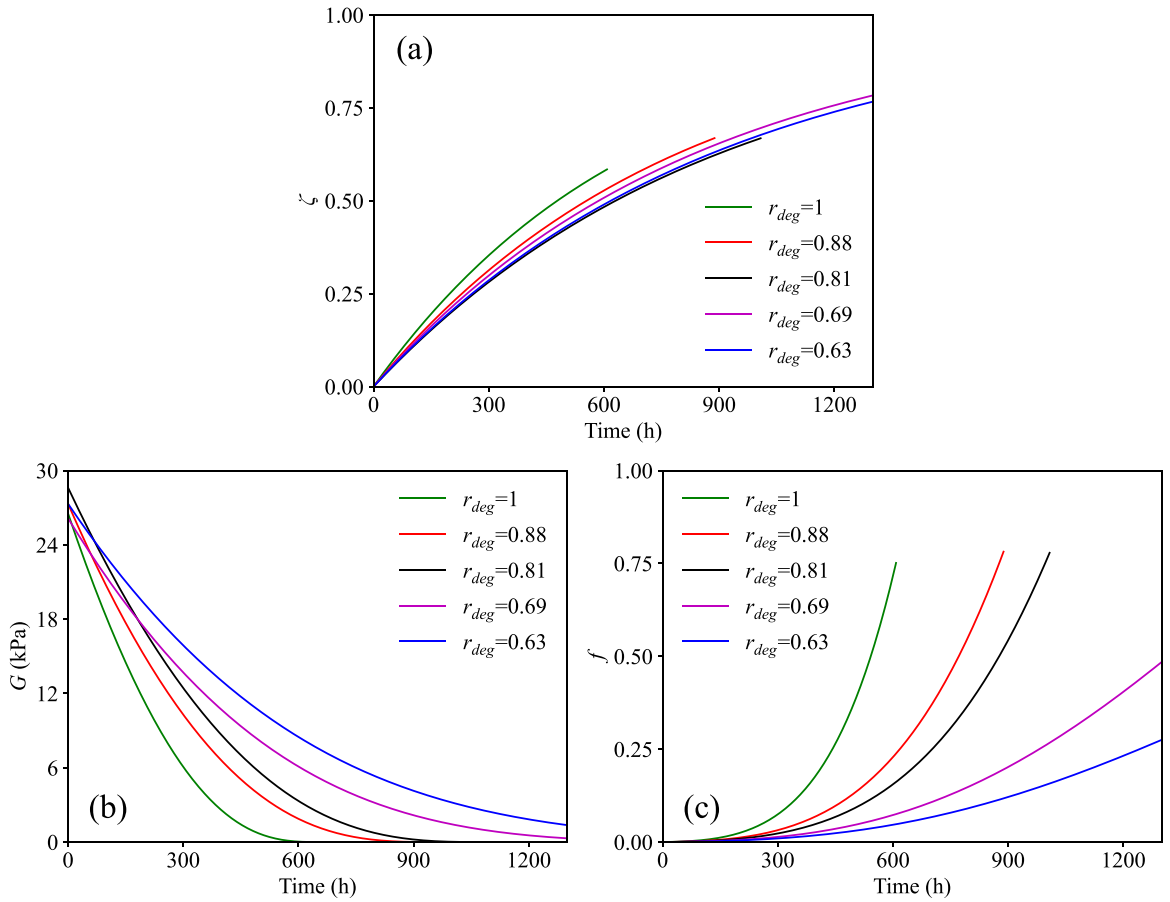 (a)
1.00
0.75
0.50
0.25
0.00
ζ
0 300 600 900 1200
Time (h)
r_deg=1
r_deg=0.88
r_deg=0.81
r_deg=0.69
r_deg=0.63
(b)
30
24
18
12
6
0
G (kPa)
0 300 600 900 1200
Time (h)
r_deg=1
r_deg=0.88
r_deg=0.81
r_deg=0.69
r_deg=0.63
(c)
1.00
0.75
0.50
0.25
0.00
f
0 300 600 900 1200
Time (h)
r_deg=1
r_deg=0.88
r_deg=0.81
r_deg=0.69
r_deg=0.63